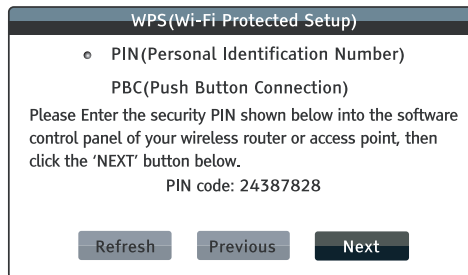 WPS(Wi-Fi Protected Setup)
PIN(Personal Identification Number)
PBC(Push Button Connection)
Please Enter the security PIN shown below into the software
control panel of your wireless router or access point, then
click the ‘NEXT’ button below.
PIN code: 24387828
Refresh Previous Next